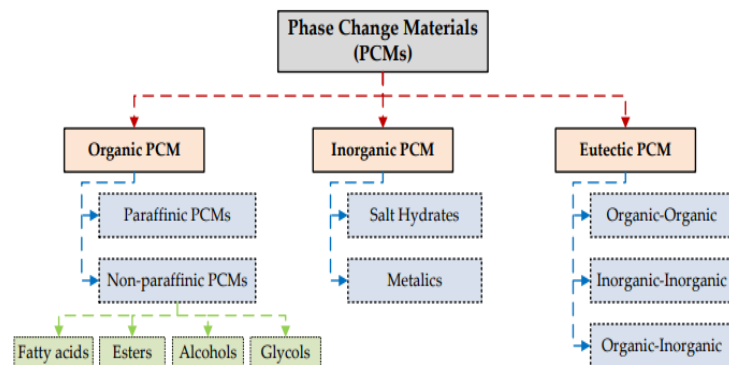 Phase Change Materials
(PCMs)
Organic PCM
Inorganic PCM
Eutectic PCM
Paraffinic PCMs
Salt Hydrates
Organic-Organic
Non-paraffinic PCMs
Metalics
Inorganic-Inorganic
Fatty acids
Esters
Alcohols
Glycols
Organic-Inorganic